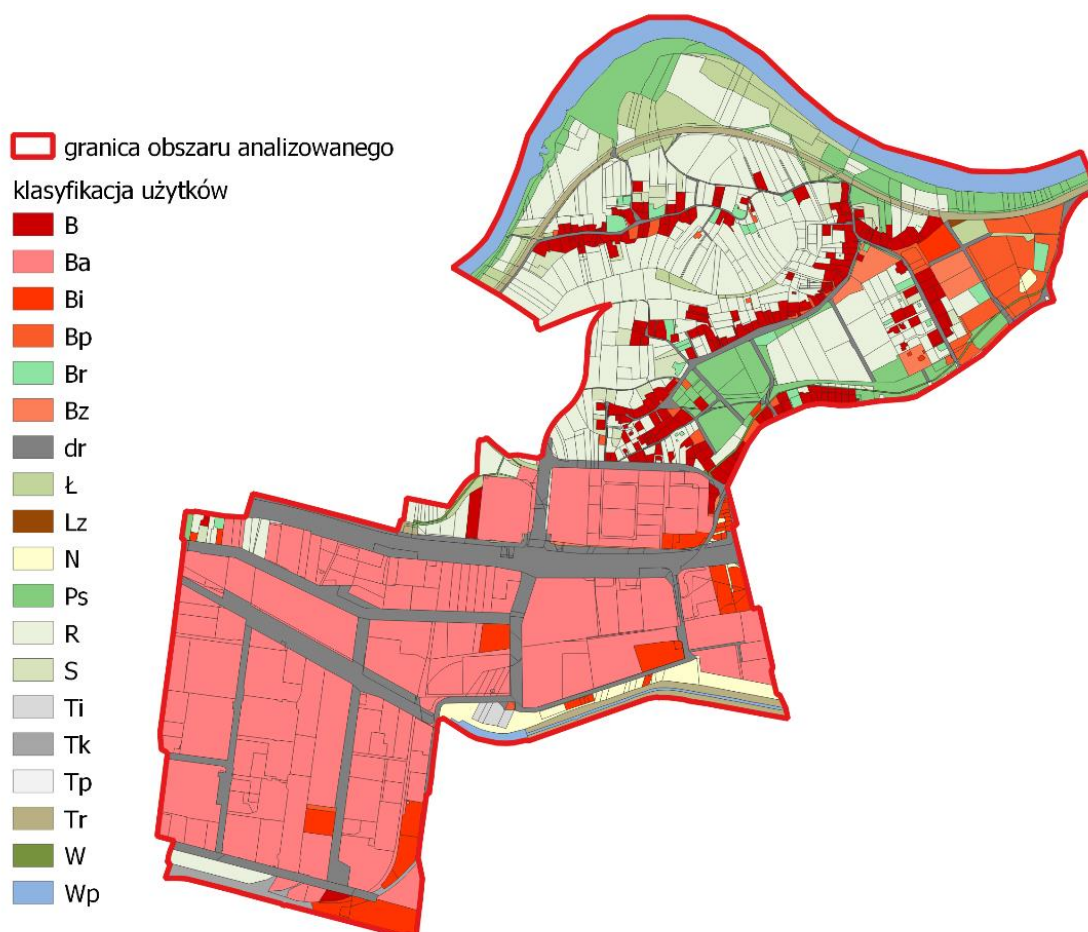 granica obszaru analizowanego
klasyfikacja użytków
B
Ba
Bi
Bp
Br
Bz
dr
Ł
Lz
N
Ps
R
S
Ti
Tk
Tp
Tr
W
Wp